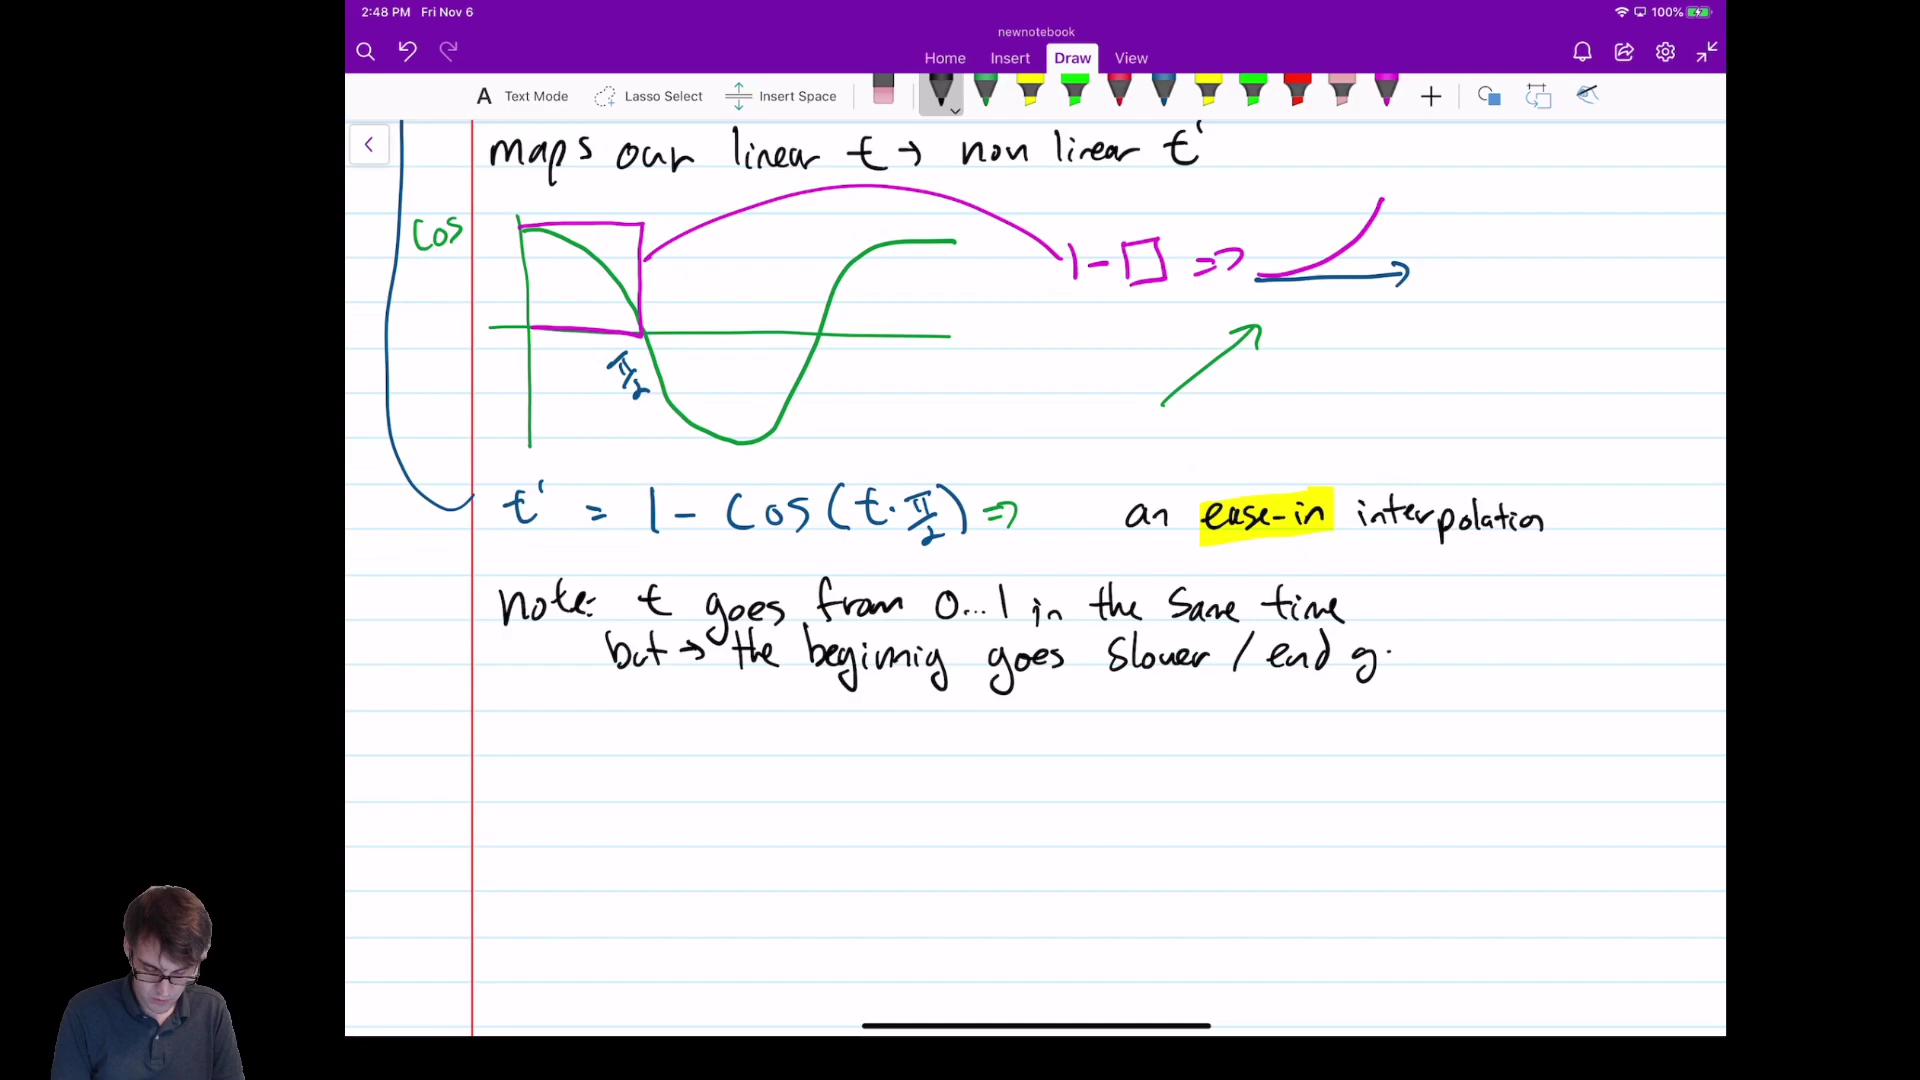 2:48 PM Fri Nov 6
100%
newnotebook
Home Insert Draw View
Text Mode Lasso Select Insert Space
maps our linear t → non linear t'
Cos
1 - □ =>
π/2
t' = 1 - Cos(t·π/2) => an ease-in interpolation
note: t goes from 0...1 in the same time
but → the beginnig goes slower / end g